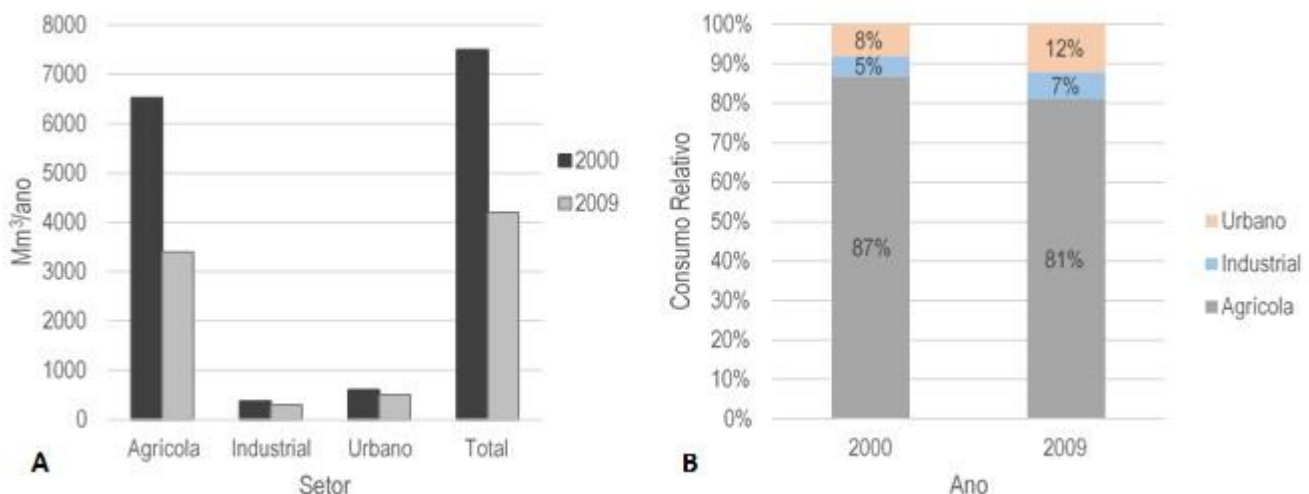 8000
7000
6000
5000
4000
3000
2000
1000
0
Mm³/ano
Agrícola Industrial Urbano Total
Setor
2000
2009
A
100%
90%
80%
70%
60%
50%
40%
30%
20%
10%
0%
Consumo Relativo
8%
5%
87%
12%
7%
81%
2000 2009
Ano
Urbano
Industrial
Agrícola
B